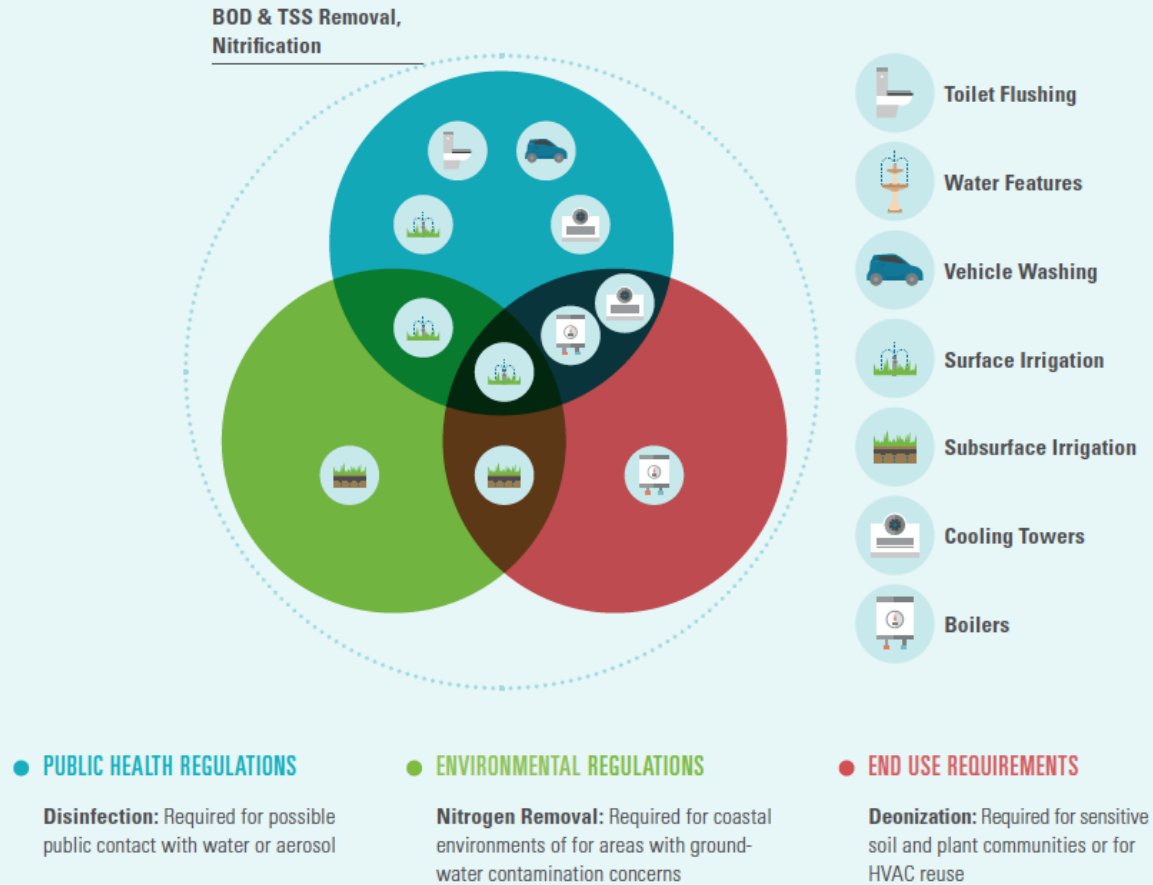 BOD & TSS Removal,
Nitrification
Toilet Flushing
Water Features
Vehicle Washing
Surface Irrigation
Subsurface Irrigation
Cooling Towers
Boilers
PUBLIC HEALTH REGULATIONS
Disinfection: Required for possible
public contact with water or aerosol
ENVIRONMENTAL REGULATIONS
Nitrogen Removal: Required for coastal
environments of for areas with ground-
water contamination concerns
END USE REQUIREMENTS
Deonization: Required for sensitive
soil and plant communities or for
HVAC reuse